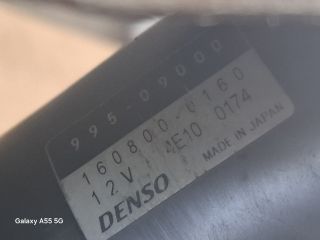 995-09000
160800-0160
12V 4E10 0174
DENSO MADE IN JAPAN
Galaxy A55 5G